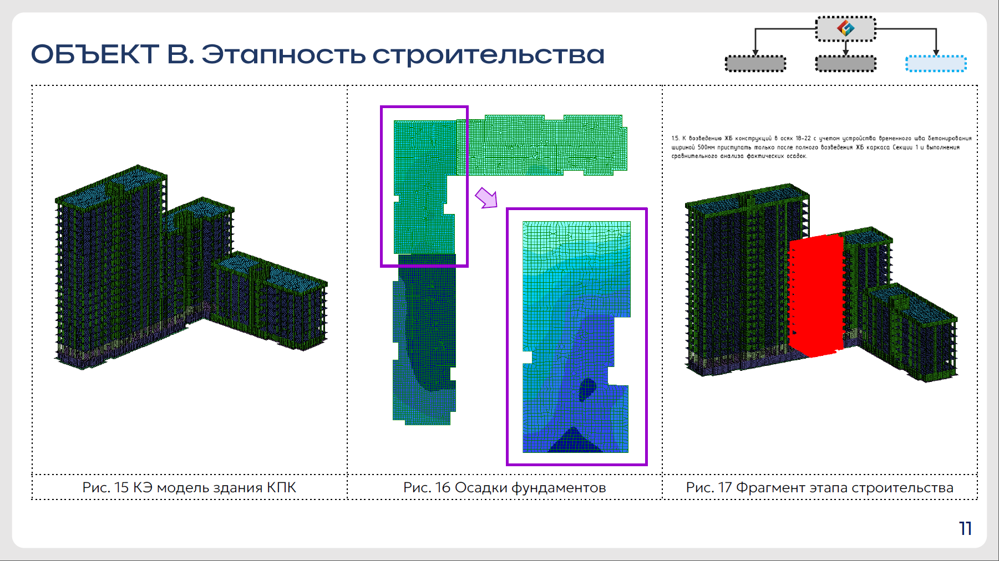 ОБЪЕКТ В. Этапность строительства
1.5. К возведению ЖБ конструкций в осях 18-22 с учетом устройства временного шва бетонирования
шириной 500мм приступать только после полного возведения ЖБ каркаса Секции 1 и выполнения
сравнительного анализа фактических осадок.
Рис. 15 КЭ модель здания КПК
Рис. 16 Осадки фундаментов
Рис. 17 Фрагмент этапа строительства
11